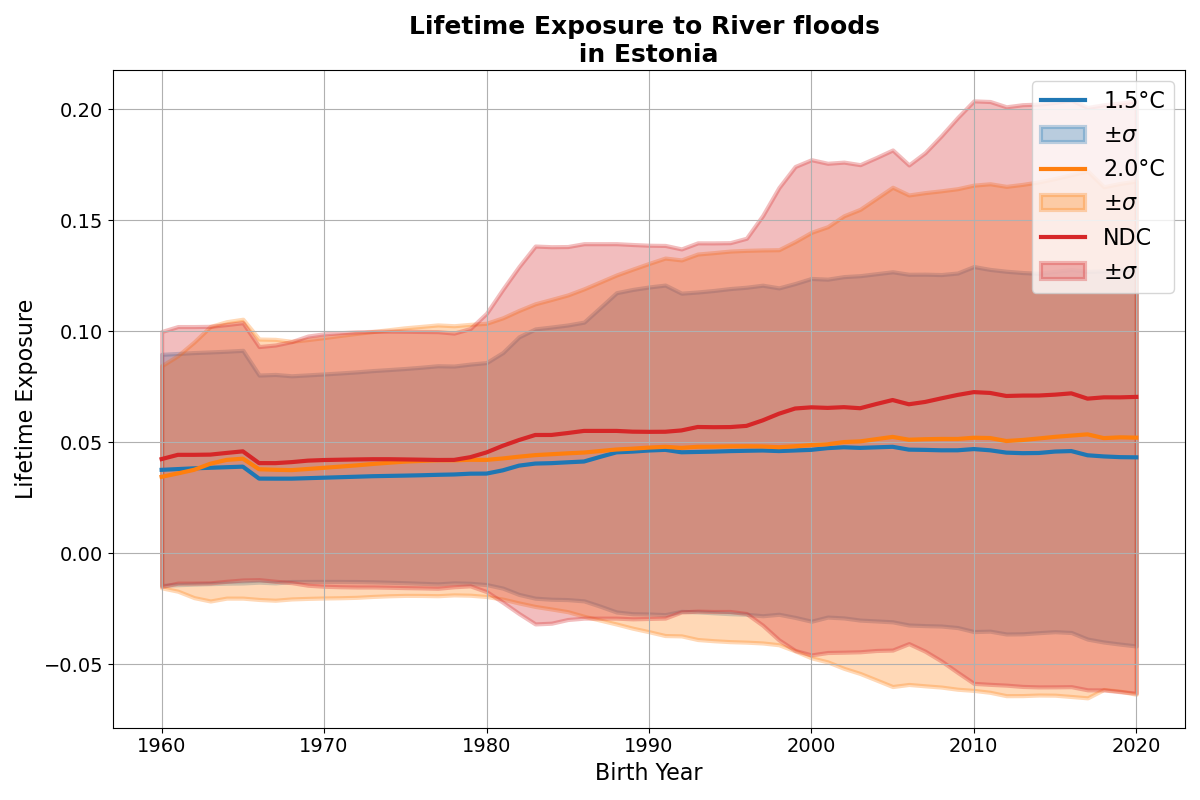 Lifetime Exposure to River floods
in Estonia
Lifetime Exposure
0.20
0.15
0.10
0.05
0.00
−0.05
1960
1970
1980
1990
2000
2010
2020
Birth Year
1.5°C
±σ
2.0°C
±σ
NDC
±σ